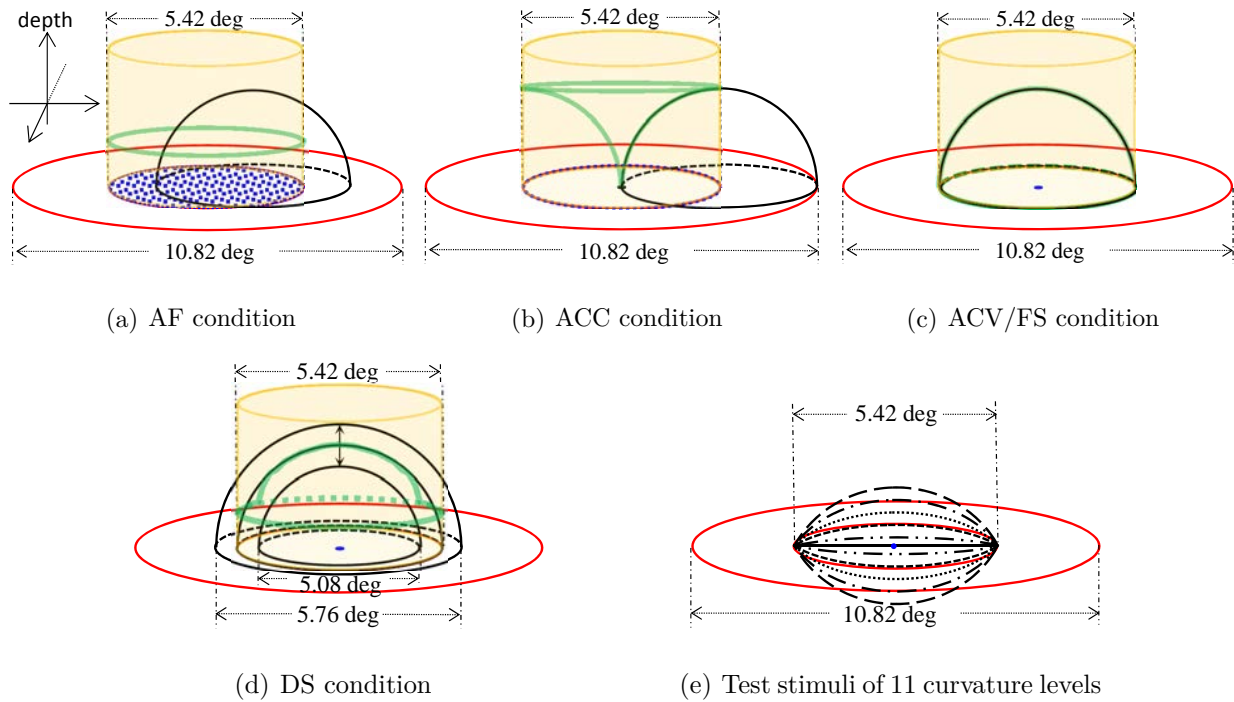 depth
5.42 deg
10.82 deg
(a) AF condition
5.42 deg
10.82 deg
(b) ACC condition
5.42 deg
10.82 deg
(c) ACV/FS condition
5.42 deg
5.08 deg
5.76 deg
(d) DS condition
5.42 deg
10.82 deg
(e) Test stimuli of 11 curvature levels